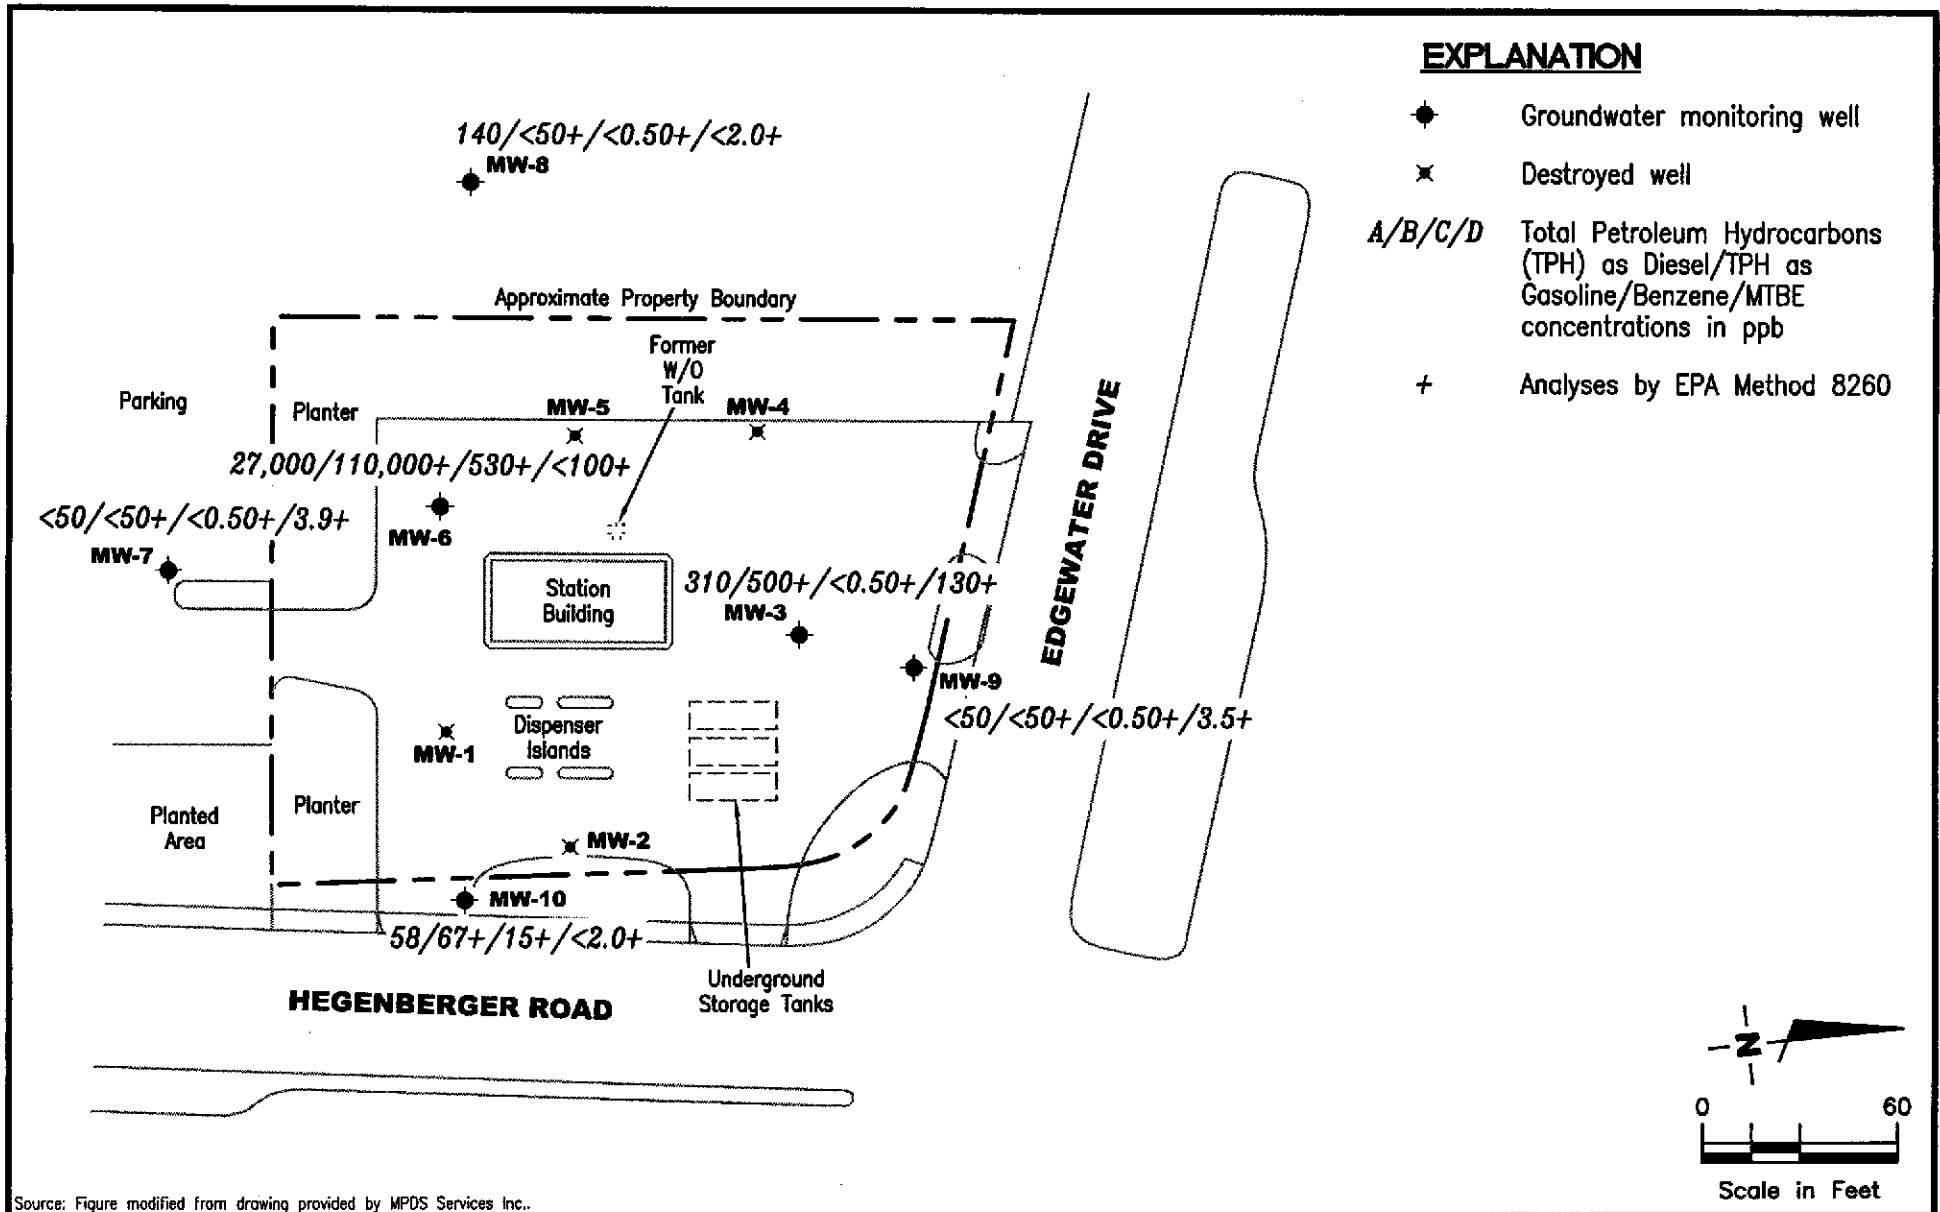 EXPLANATION
Groundwater monitoring well
Destroyed well
A/B/C/D
Total Petroleum Hydrocarbons
(TPH) as Diesel/TPH as
Gasoline/Benzene/MTBE
concentrations in ppb
+
Analyses by EPA Method 8260
140/<50+/<0.50+/<2.0+
MW-8
Approximate Property Boundary
Former
W/O
Tank
Parking
Planter
MW-5
MW-4
27,000/110,000+/530+/<100+
<50/<50+/<0.50+/3.9+
MW-6
MW-7
Station
Building
310/500+/<0.50+/130+
MW-3
EDGEWATER DRIVE
MW-9
<50/<50+/<0.50+/3.5+
Dispenser
Islands
MW-1
Planted
Area
Planter
MW-2
MW-10
58/67+/15+/<2.0+
Underground
Storage Tanks
HEGENBERGER ROAD
N
0 60
Scale in Feet
Source: Figure modified from drawing provided by MPDS Services Inc..